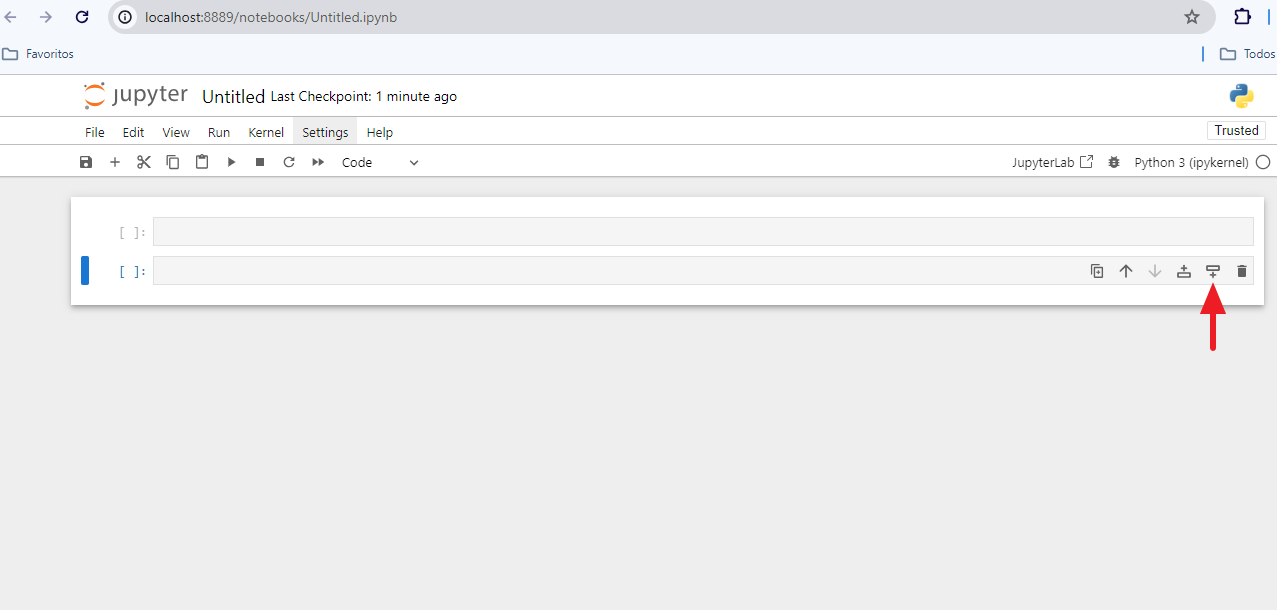 localhost:8889/notebooks/Untitled.ipynb
Favoritos Todos
jupyter Untitled Last Checkpoint: 1 minute ago
File Edit View Run Kernel Settings Help Trusted
Code JupyterLab Python 3 (ipykernel)
[ ]:
[ ]: